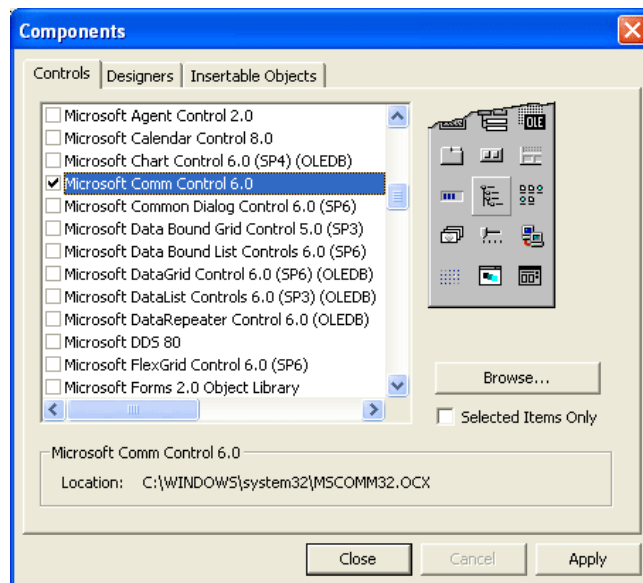 Components
Controls
Designers
Insertable Objects
Microsoft Agent Control 2.0
Microsoft Calendar Control 8.0
Microsoft Chart Control 6.0 (SP4) (OLEDB)
Microsoft Comm Control 6.0
Microsoft Common Dialog Control 6.0 (SP6)
Microsoft Data Bound Grid Control 5.0 (SP3)
Microsoft Data Bound List Controls 6.0 (SP6)
Microsoft DataGrid Control 6.0 (SP6) (OLEDB)
Microsoft DataList Controls 6.0 (SP3) (OLEDB)
Microsoft DataRepeater Control 6.0 (OLEDB)
Microsoft DDS 80
Microsoft FlexGrid Control 6.0 (SP6)
Microsoft Forms 2.0 Object Library
OLE
Browse...
Selected Items Only
Microsoft Comm Control 6.0
Location: C:\WINDOWS\system32\MSCOMM32.OCX
Close
Cancel
Apply